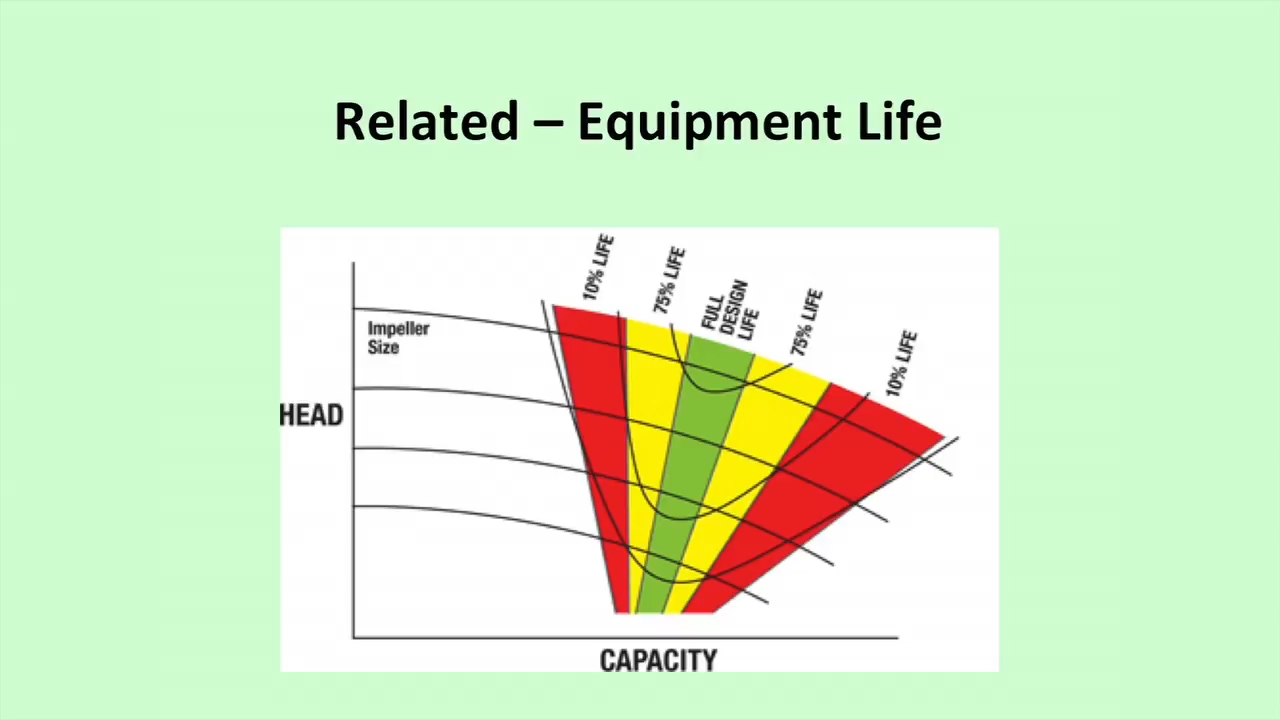 Related – Equipment Life
10% LIFE
75% LIFE
FULL
DESIGN
LIFE
75% LIFE
10% LIFE
Impeller
Size
HEAD
CAPACITY